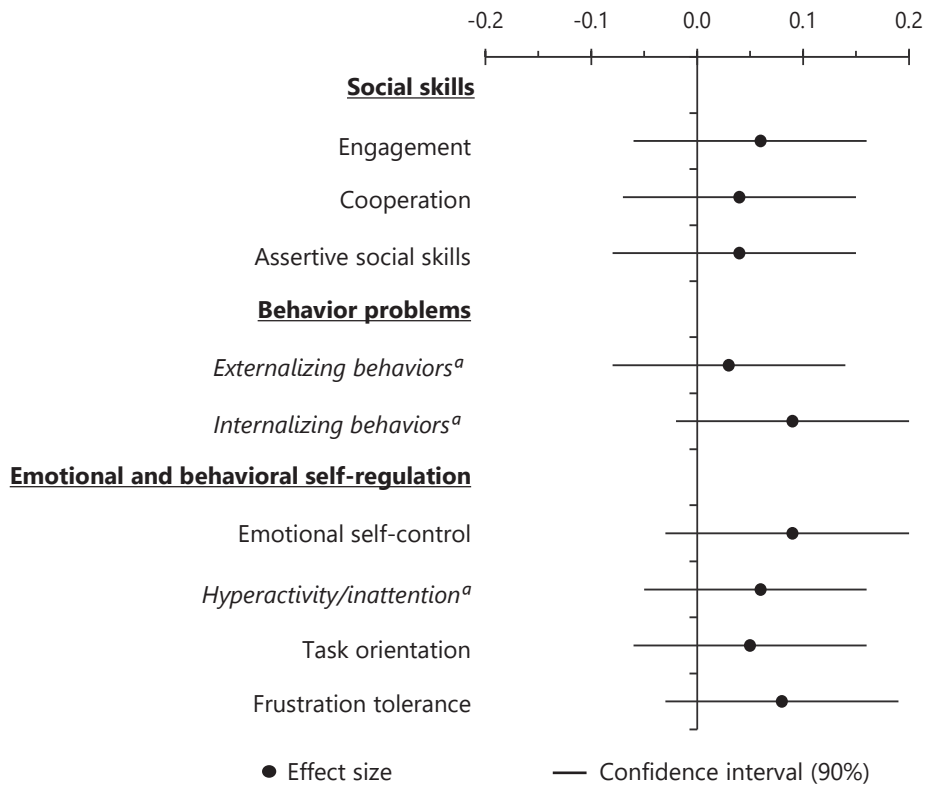 -0.2 -0.1 0.0 0.1 0.2
Social skills
Engagement
Cooperation
Assertive social skills
Behavior problems
Externalizing behaviorsᵃ
Internalizing behaviorsᵃ
Emotional and behavioral self-regulation
Emotional self-control
Hyperactivity/inattentionᵃ
Task orientation
Frustration tolerance
Effect size Confidence interval (90%)